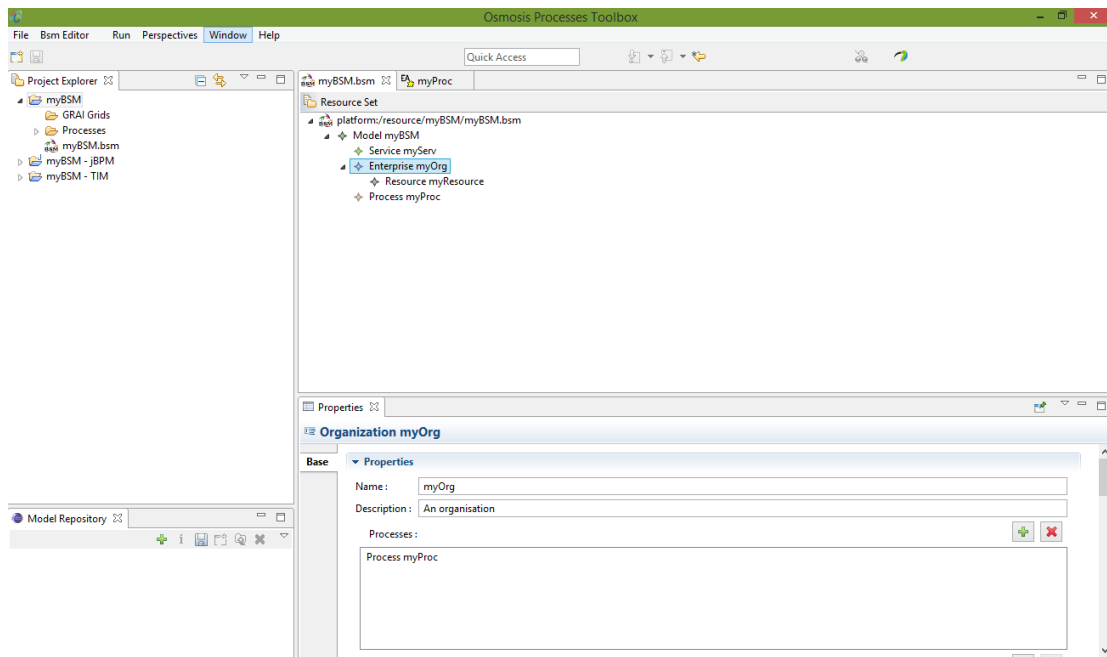 Osmosis Processes Toolbox
File Bsm Editor Run Perspectives Window Help
Quick Access
Project Explorer
myBSM
GRAI Grids
Processes
myBSM.bsm
myBSM - jBPM
myBSM - TIM
myBSM.bsm myProc
Resource Set
platform:/resource/myBSM/myBSM.bsm
Model myBSM
Service myServ
Enterprise myOrg
Resource myResource
Process myProc
Properties
Organization myOrg
Base
Properties
Name : myOrg
Description : An organisation
Processes :
Process myProc
Model Repository